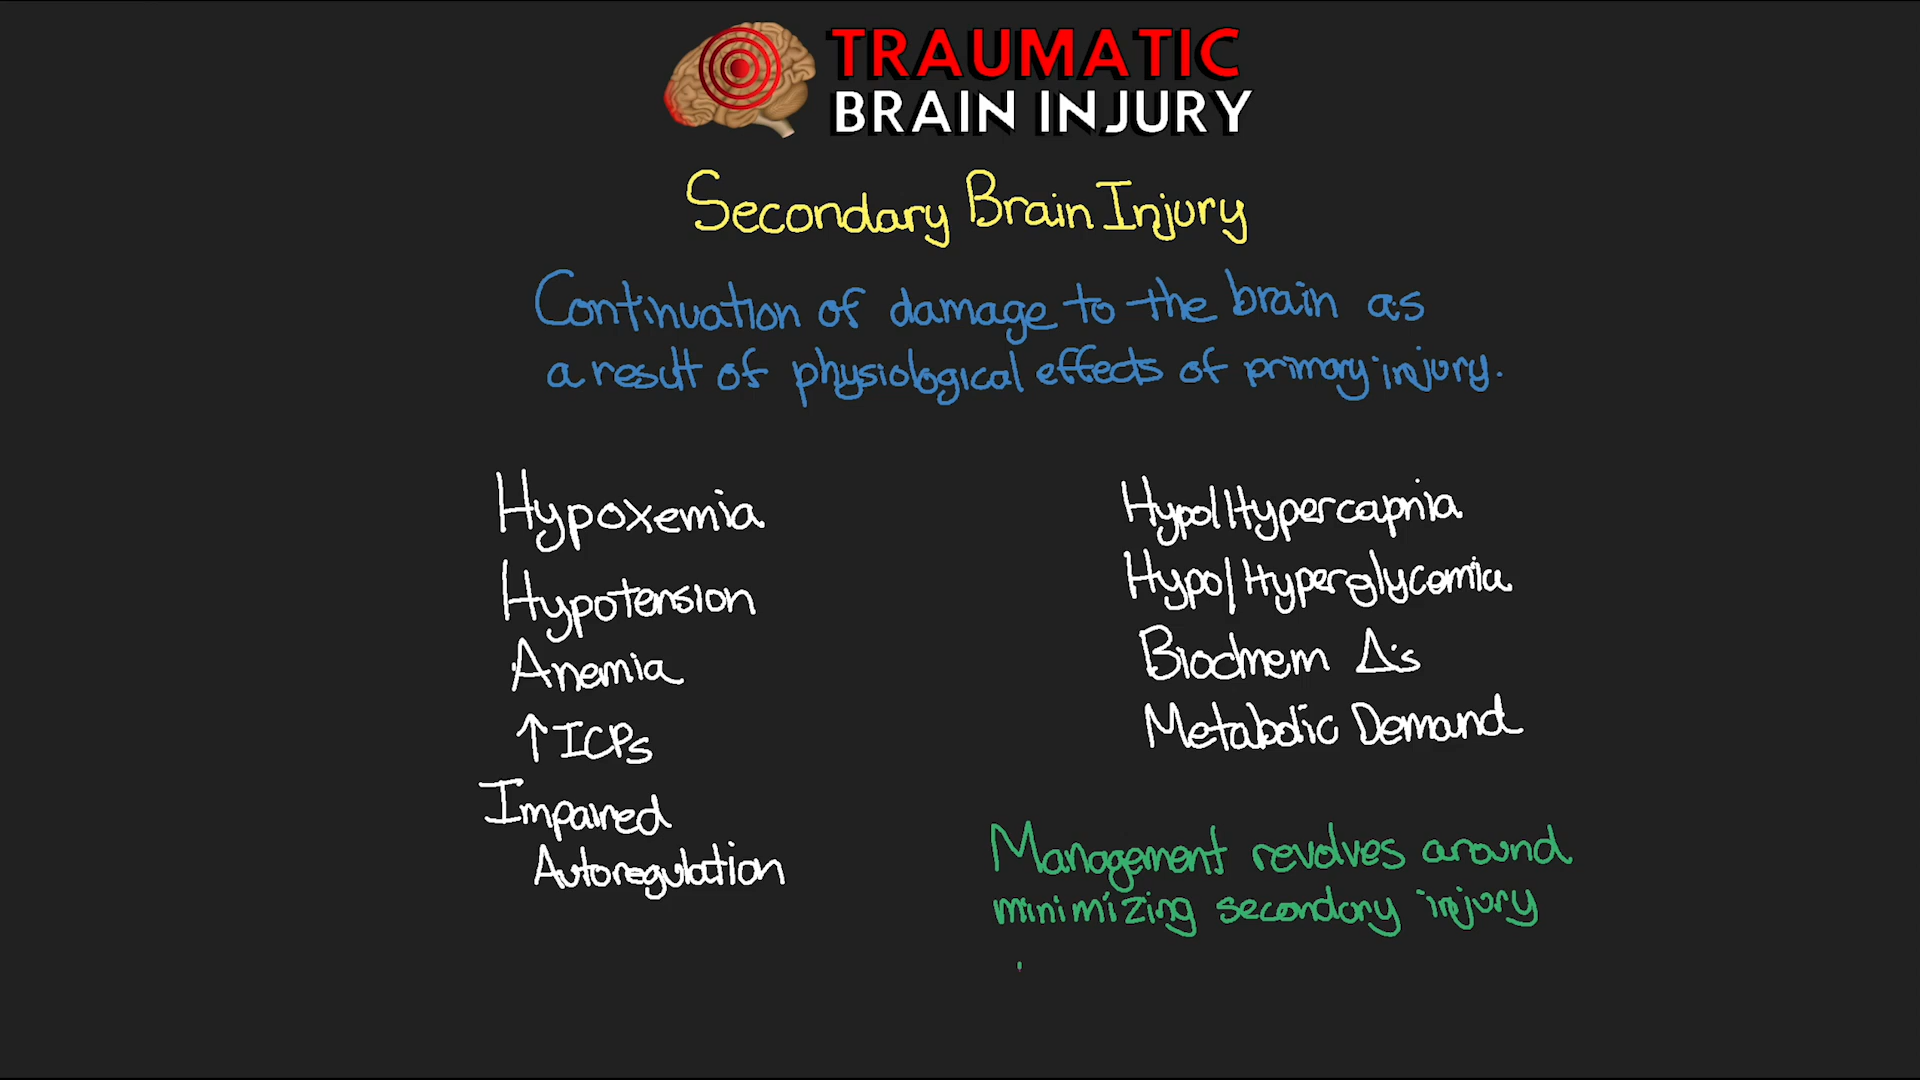 TRAUMATIC
BRAIN INJURY
Secondary Brain Injury
Continuation of damage to the brain as
a result of physiological effects of primary injury.
Hypoxemia
Hypotension
Anemia
↑ICPs
Impaired
Autoregulation
Hypo/Hypercapnia
Hypo/Hyperglycemia
Biochem Δ's
Metabolic Demand
Management revolves around
minimizing secondary injury